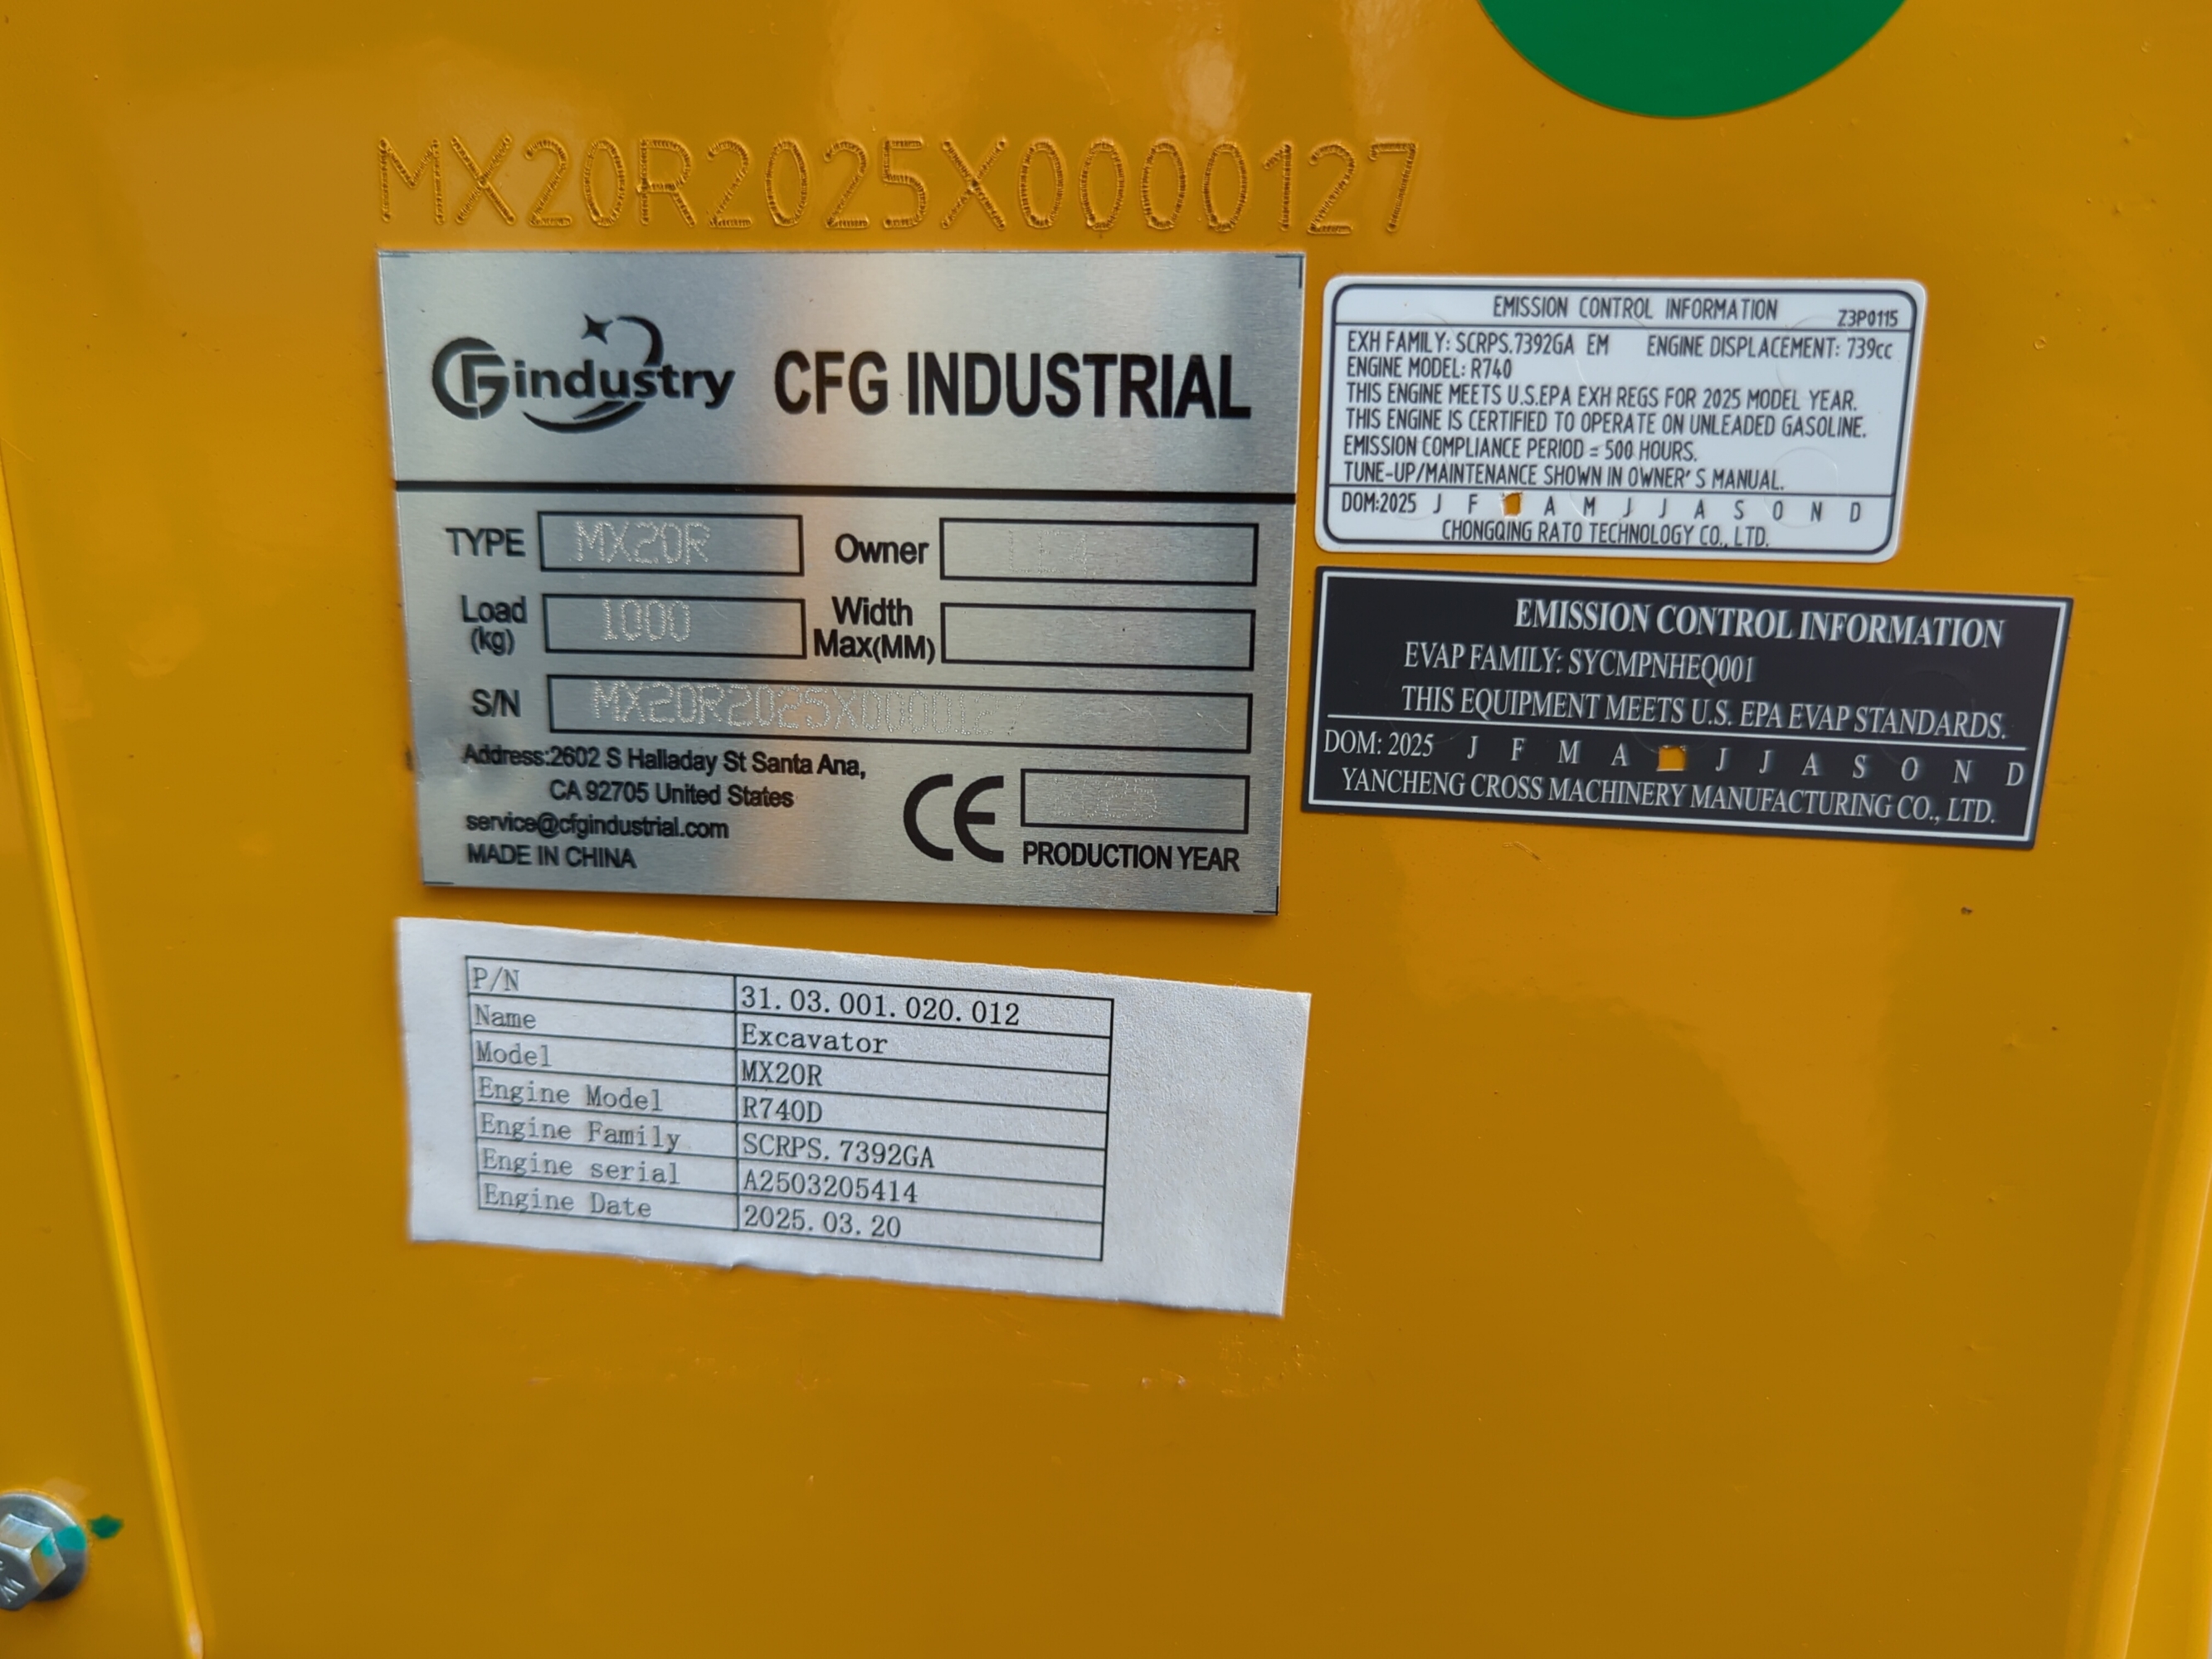 MX20R2025X0000127
CFG industry CFG INDUSTRIAL
TYPE MX20R Owner
Load (kg) 1000 Width Max(MM)
S/N MX20R2025X0000127
Address:2602 S Halladay St Santa Ana,
CA 92705 United States
service@cfgindustrial.com
MADE IN CHINA
CE
PRODUCTION YEAR
EMISSION CONTROL INFORMATION Z3P0115
EXH FAMILY: SCRPS.7392GA EM ENGINE DISPLACEMENT: 739cc
ENGINE MODEL: R740
THIS ENGINE MEETS U.S.EPA EXH REGS FOR 2025 MODEL YEAR.
THIS ENGINE IS CERTIFIED TO OPERATE ON UNLEADED GASOLINE.
EMISSION COMPLIANCE PERIOD = 500 HOURS.
TUNE-UP/MAINTENANCE SHOWN IN OWNER'S MANUAL.
DOM:2025 J F A M J J A S O N D
CHONGQING RATO TECHNOLOGY CO., LTD.
EMISSION CONTROL INFORMATION
EVAP FAMILY: SYCMPNHEQ001
THIS EQUIPMENT MEETS U.S. EPA EVAP STANDARDS.
DOM: 2025 J F M A J J A S O N D
YANCHENG CROSS MACHINERY MANUFACTURING CO., LTD.
P/N 31.03.001.020.012
Name Excavator
Model MX20R
Engine Model R740D
Engine Family SCRPS.7392GA
Engine serial A2503205414
Engine Date 2025.03.20